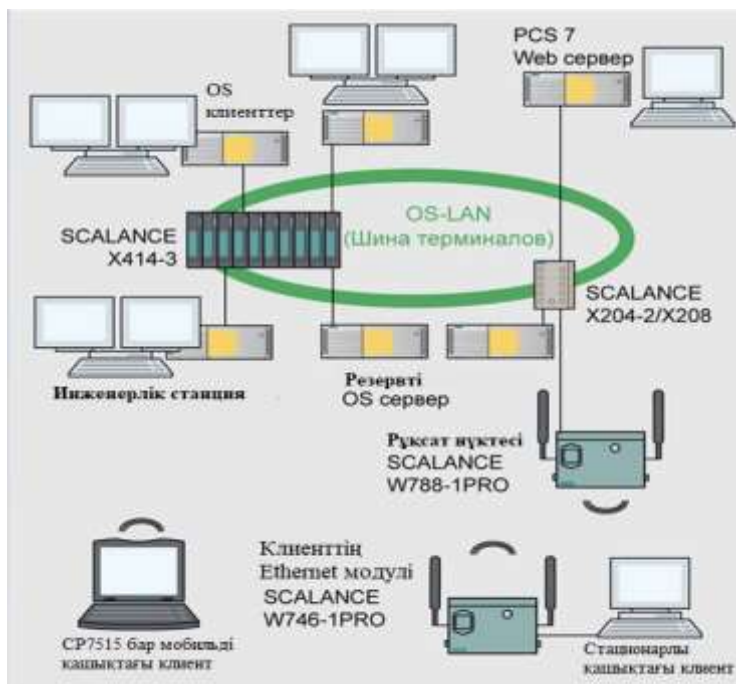 OS
клиенттер
PCS 7
Web сервер
SCALANCE
X414-3
OS-LAN
(Шина терминалов)
SCALANCE
X204-2/X208
Инженерлік станция
Резервті
OS сервер
Рұқсат нүктесі
SCALANCE
W788-1PRO
Клиенттің
Ethernet модулі
SCALANCE
W746-1PRO
CP7515 бар мобильді
қашықтағы клиент
Стационарлы
қашықтағы клиент